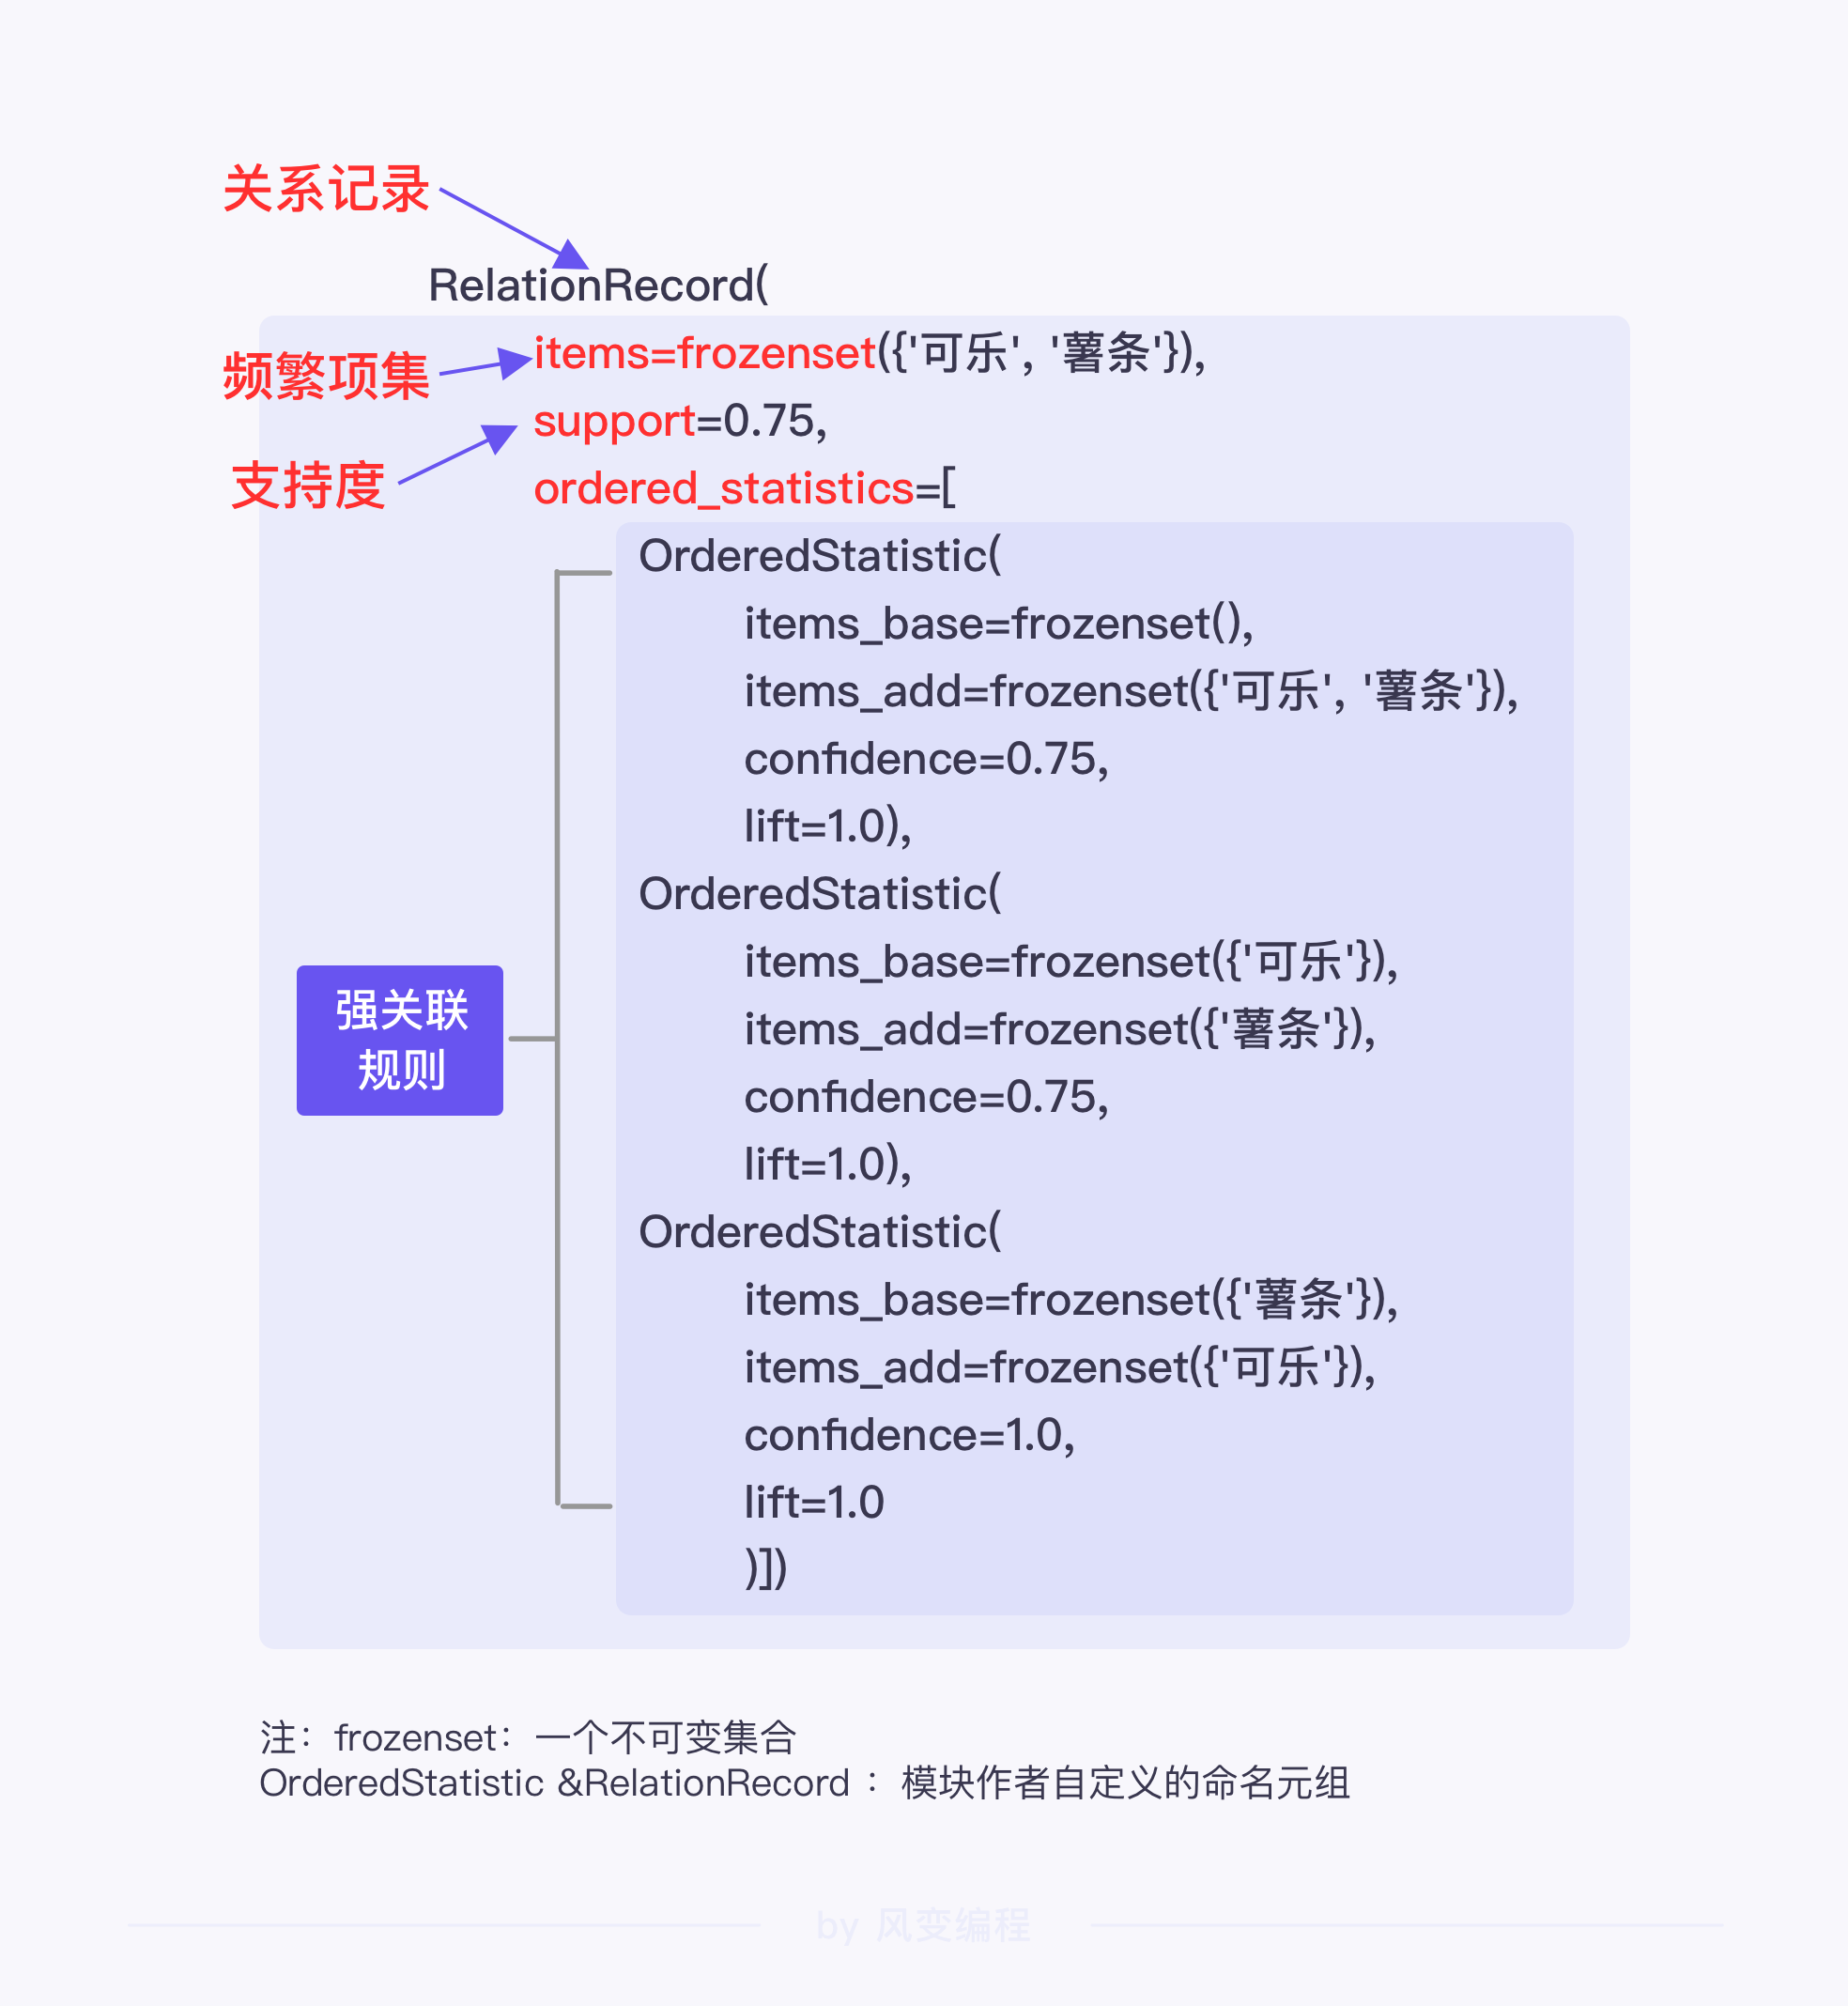 关系记录
RelationRecord(
频繁项集
items=frozenset({'可乐', '薯条'}),
支持度
support=0.75,
ordered_statistics=[
OrderedStatistic(
items_base=frozenset(),
items_add=frozenset({'可乐', '薯条'}),
confidence=0.75,
lift=1.0),
OrderedStatistic(
items_base=frozenset({'可乐'}),
强关联
规则
items_add=frozenset({'薯条'}),
confidence=0.75,
lift=1.0),
OrderedStatistic(
items_base=frozenset({'薯条'}),
items_add=frozenset({'可乐'}),
confidence=1.0,
lift=1.0
)])
注：frozenset：一个不可变集合
OrderedStatistic &RelationRecord ：模块作者自定义的命名元组
by 风变编程